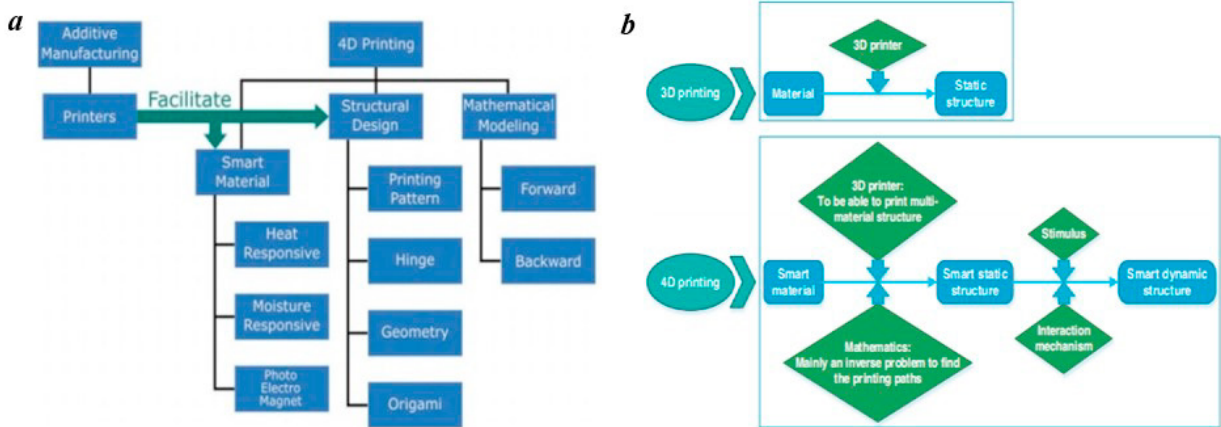 a
Additive
Manufacturing
4D Printing
Facilitate
Printers
Structural
Design
Mathematical
Modeling
Smart
Material
Printing
Pattern
Forward
Heat
Responsive
Hinge
Backward
Moisture
Responsive
Geometry
Photo
Electro
Magnet
Origami
b
3D printer
3D printing
Material
Static
structure
3D printer:
To be able to print multi-
material structure
Stimulus
4D printing
Smart
material
Smart static
structure
Smart dynamic
structure
Mathematics:
Mainly an inverse problem to find
the printing paths
Interaction
mechanism